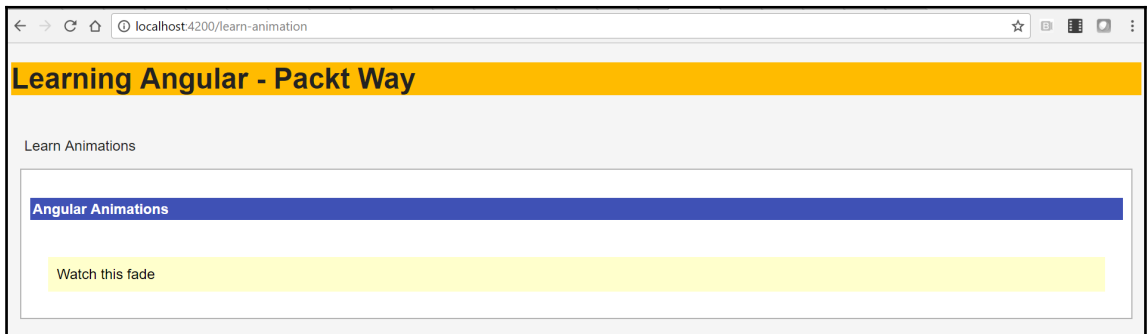 localhost:4200/learn-animation
Learning Angular - Packt Way
Learn Animations
Angular Animations
Watch this fade